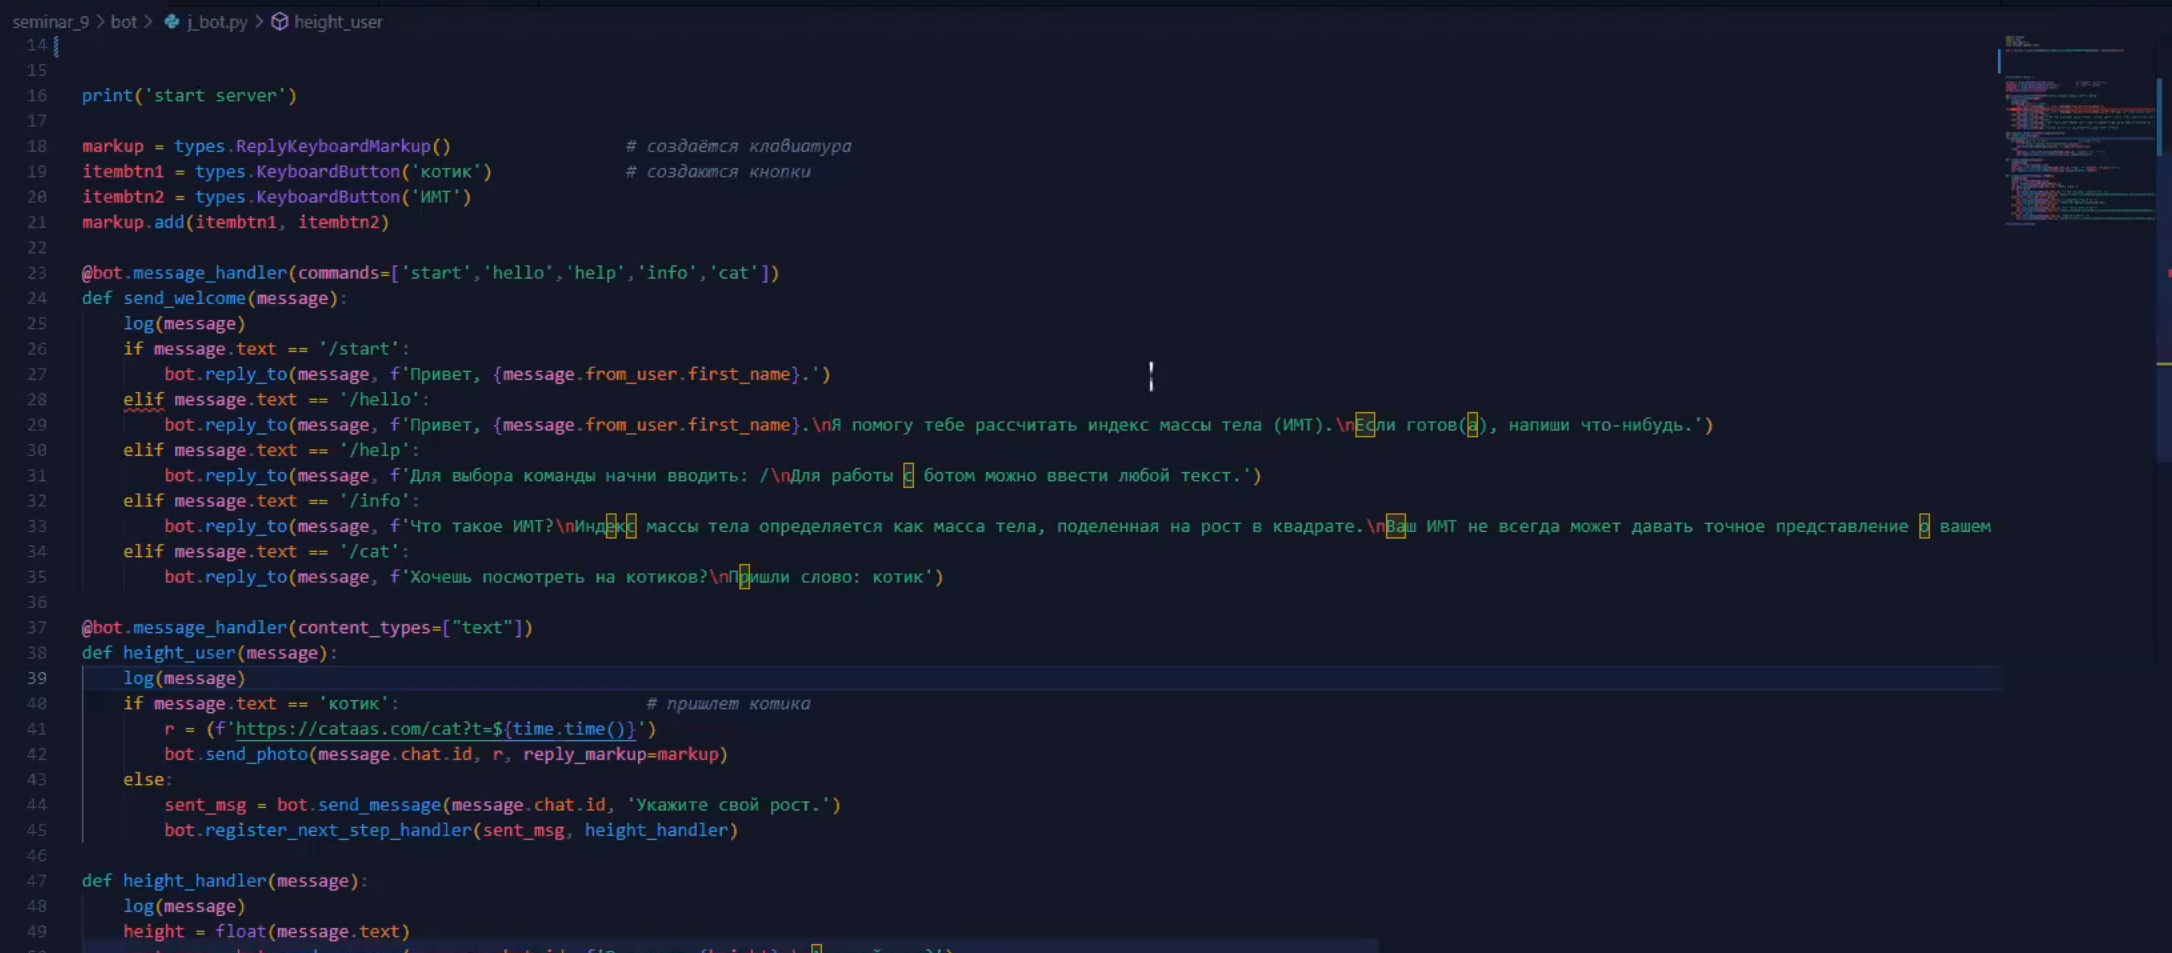 seminar_9 > bot > j_bot.py > height_user
14
15
16 print('start server')
17
18 markup = types.ReplyKeyboardMarkup() # создаётся клавиатура
19 itembtn1 = types.KeyboardButton('котик') # создаются кнопки
20 itembtn2 = types.KeyboardButton('ИМТ')
21 markup.add(itembtn1, itembtn2)
22
23 @bot.message_handler(commands=['start','hello','help','info','cat'])
24 def send_welcome(message):
25 log(message)
26 if message.text == '/start':
27 bot.reply_to(message, f'Привет, {message.from_user.first_name}.')
28 elif message.text == '/hello':
29 bot.reply_to(message, f'Привет, {message.from_user.first_name}.\nЯ помогу тебе рассчитать индекс массы тела (ИМТ).\nЕсли готов(а), напиши что-нибудь.')
30 elif message.text == '/help':
31 bot.reply_to(message, f'Для выбора команды начни вводить: /\nДля работы с ботом можно ввести любой текст.')
32 elif message.text == '/info':
33 bot.reply_to(message, f'Что такое ИМТ?\nИндекс массы тела определяется как масса тела, поделенная на рост в квадрате.\nВаш ИМТ не всегда может давать точное представление о вашем
34 elif message.text == '/cat':
35 bot.reply_to(message, f'Хочешь посмотреть на котиков?\nПришли слово: котик')
36
37 @bot.message_handler(content_types=["text"])
38 def height_user(message):
39 log(message)
40 if message.text == 'котик': # пришлет котика
41 r = (f'https://cataas.com/cat?t=${time.time()}')
42 bot.send_photo(message.chat.id, r, reply_markup=markup)
43 else:
44 sent_msg = bot.send_message(message.chat.id, 'Укажите свой рост.')
45 bot.register_next_step_handler(sent_msg, height_handler)
46
47 def height_handler(message):
48 log(message)
49 height = float(message.text)